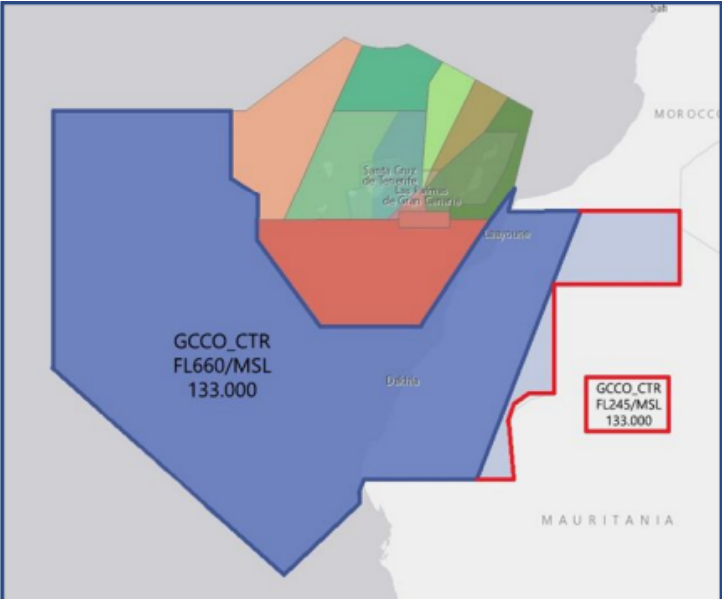 Safi
MOROCCO
Santa Cruz
de Tenerife
Las Palmas
de Gran Canaria
Laayoune
GCCO_CTR
FL660/MSL
133.000
Dakhla
GCCO_CTR
FL245/MSL
133.000
MAURITANIA